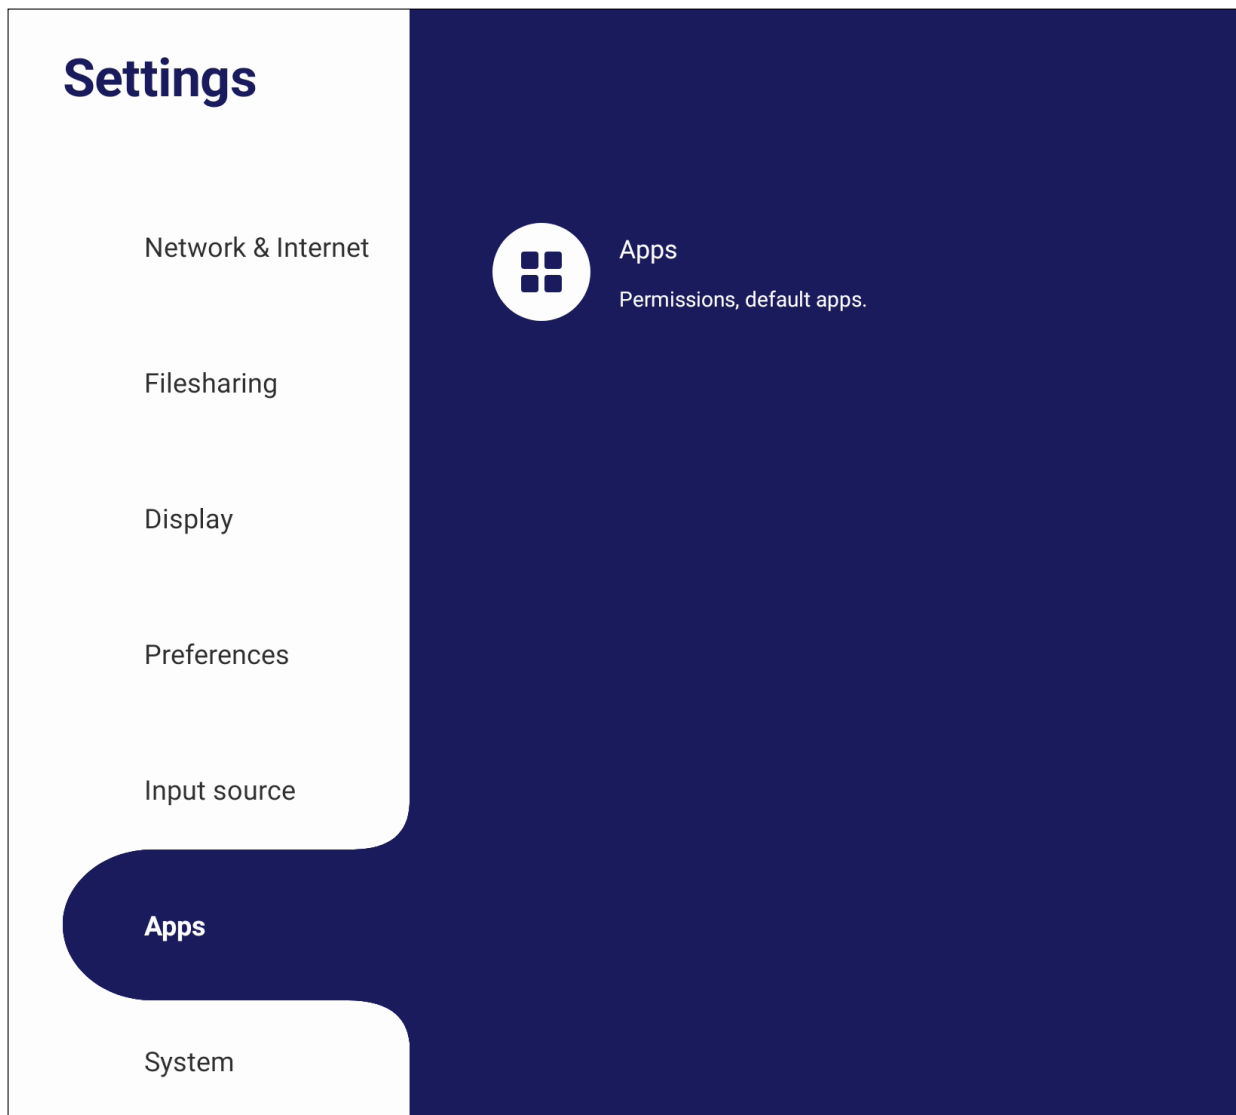 Settings
Network & Internet
Filesharing
Display
Preferences
Input source
Apps
System
Apps
Permissions, default apps.